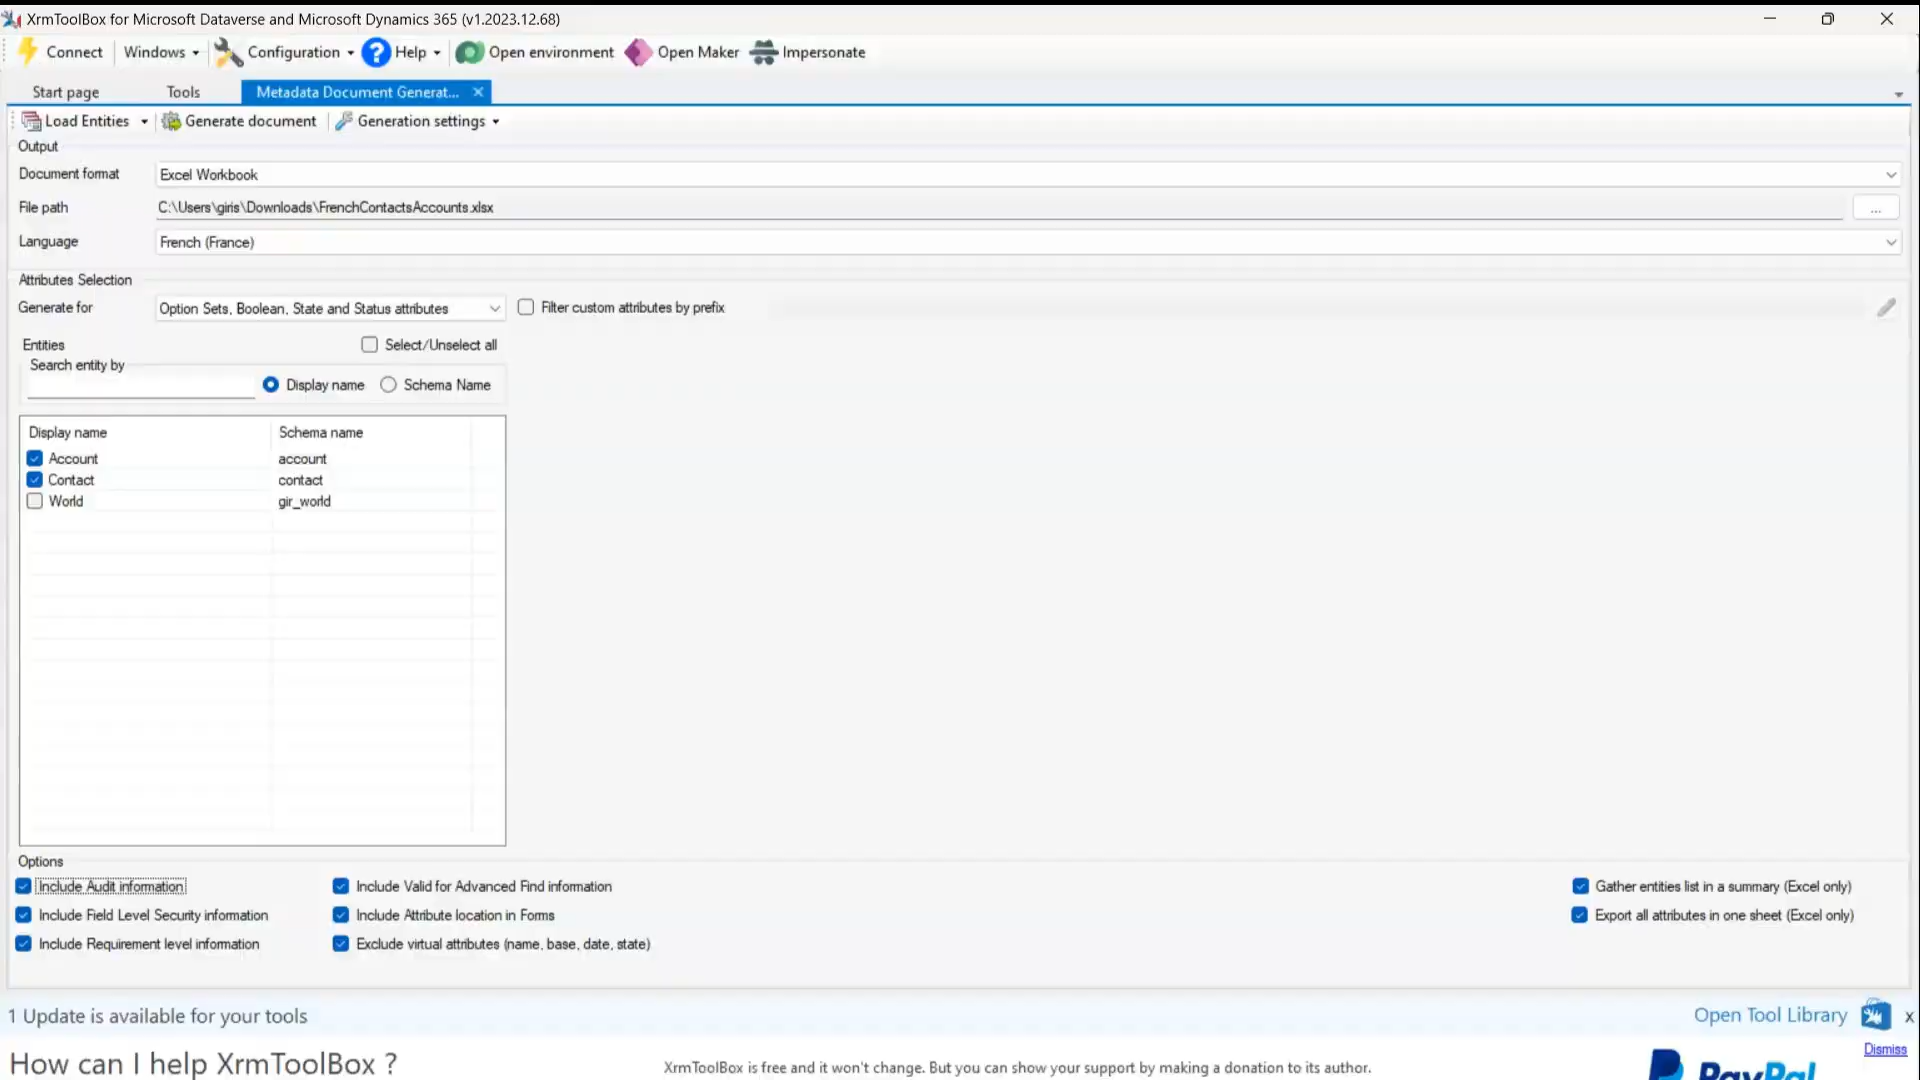 XrmToolBox for Microsoft Dataverse and Microsoft Dynamics 365 (v1.2023.12.68)
Connect Windows Configuration Help Open environment Open Maker Impersonate
Start page Tools Metadata Document Generat...
Load Entities Generate document Generation settings
Output
Document format Excel Workbook
File path C:\Users\giris\Downloads\FrenchContactsAccounts.xlsx ...
Language French (France)
Attributes Selection
Generate for Option Sets, Boolean, State and Status attributes Filter custom attributes by prefix
Entities Select/Unselect all
Search entity by
Display name Schema Name
Display name Schema name
Account account
Contact contact
World gir_world
Options
Include Audit information Include Valid for Advanced Find information Gather entities list in a summary (Excel only)
Include Field Level Security information Include Attribute location in Forms Export all attributes in one sheet (Excel only)
Include Requirement level information Exclude virtual attributes (name, base, date, state)
1 Update is available for your tools Open Tool Library x
Dismiss
How can I help XrmToolBox ? XrmToolBox is free and it won't change. But you can show your support by making a donation to its author. PayPal